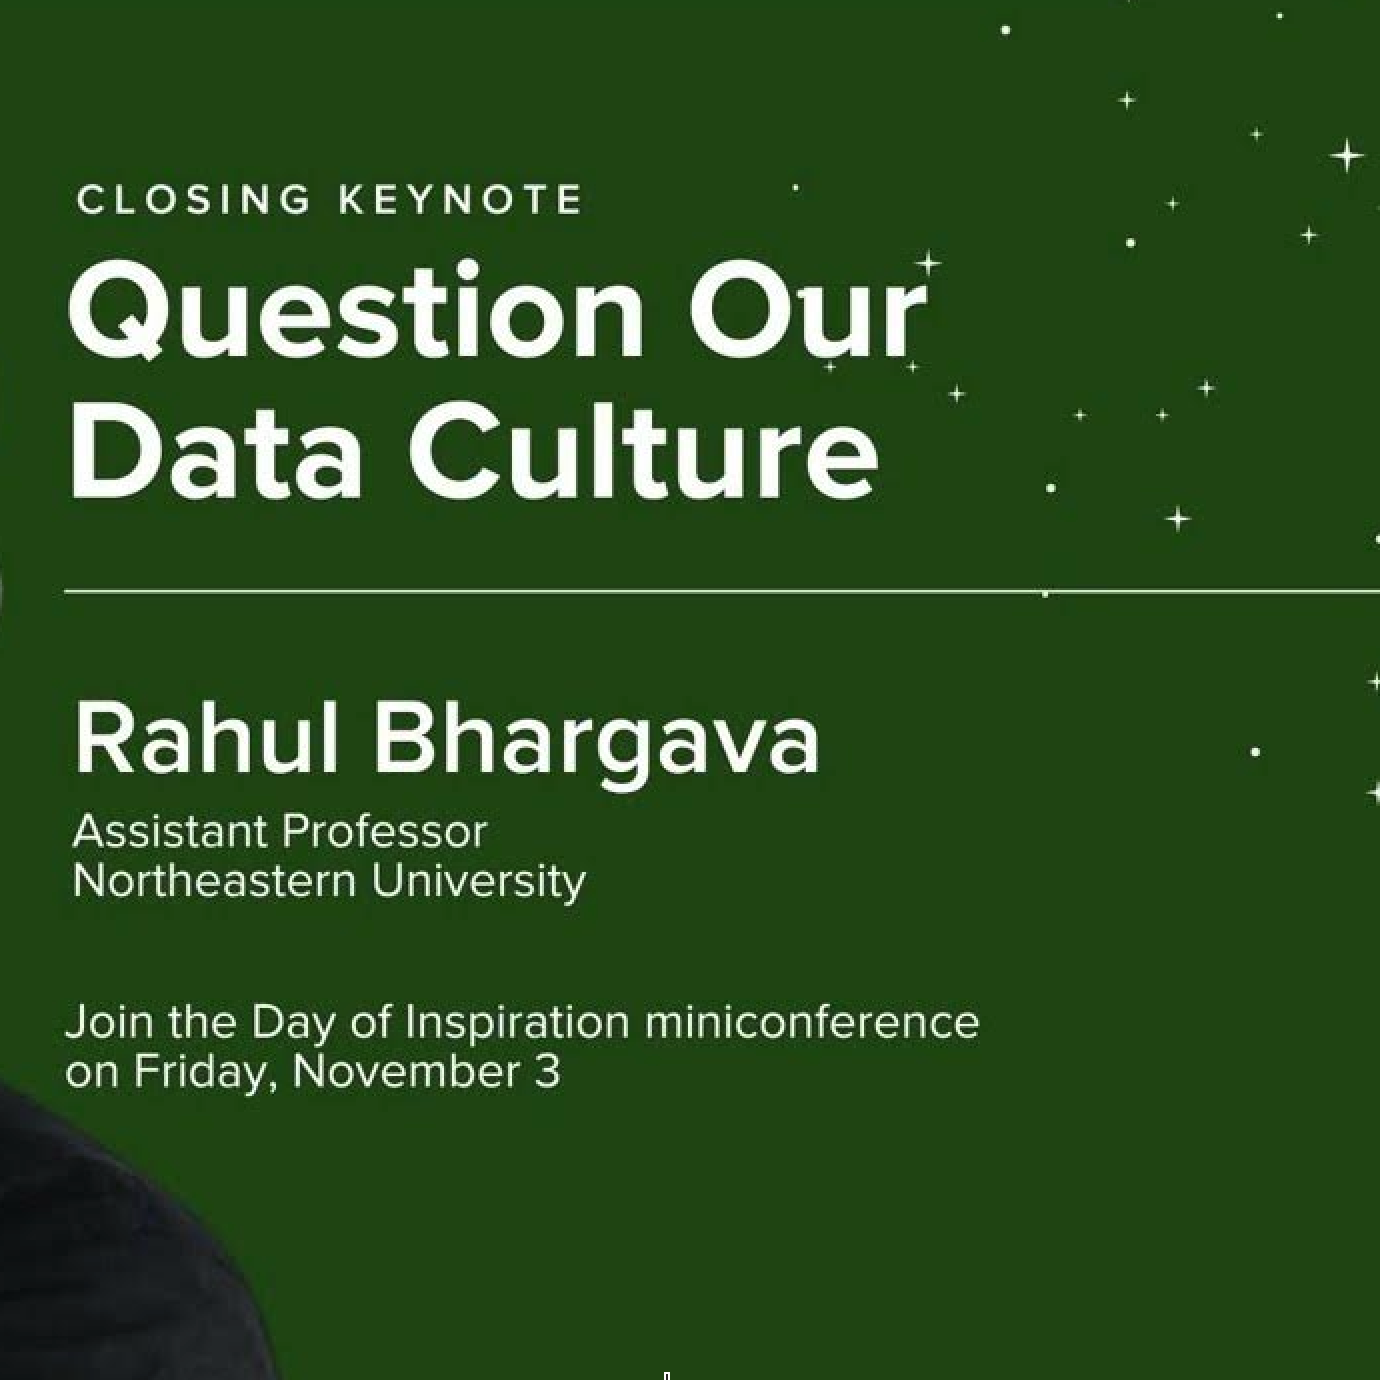 CLOSING KEYNOTE
Question Our
Data Culture
Rahul Bhargava
Assistant Professor
Northeastern University
Join the Day of Inspiration miniconference
on Friday, November 3